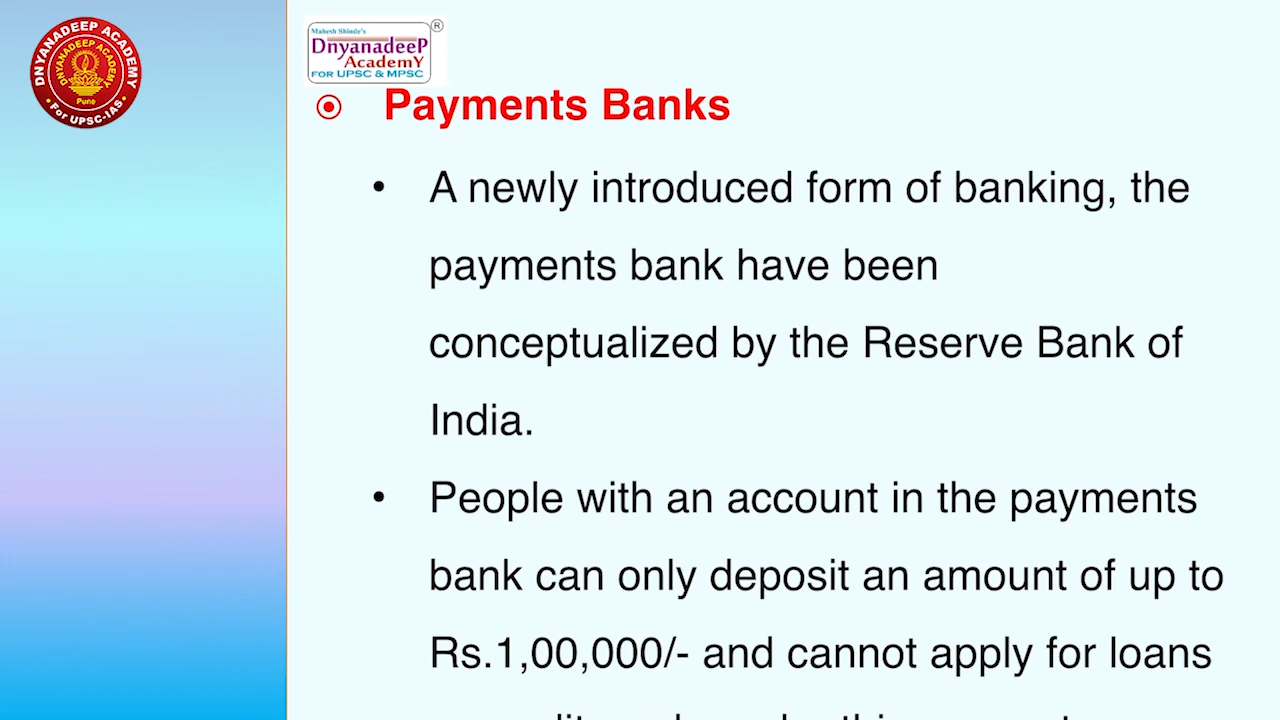 DNYANADEEP ACADEMY
DNYANADEEP ACADEMY
Pune
• For UPSC-IAS •
Mahesh Shinde's
DnyanadeeP
AcademY
FOR UPSC & MPSC
®
Payments Banks
• A newly introduced form of banking, the
payments bank have been
conceptualized by the Reserve Bank of
India.
• People with an account in the payments
bank can only deposit an amount of up to
Rs.1,00,000/- and cannot apply for loans